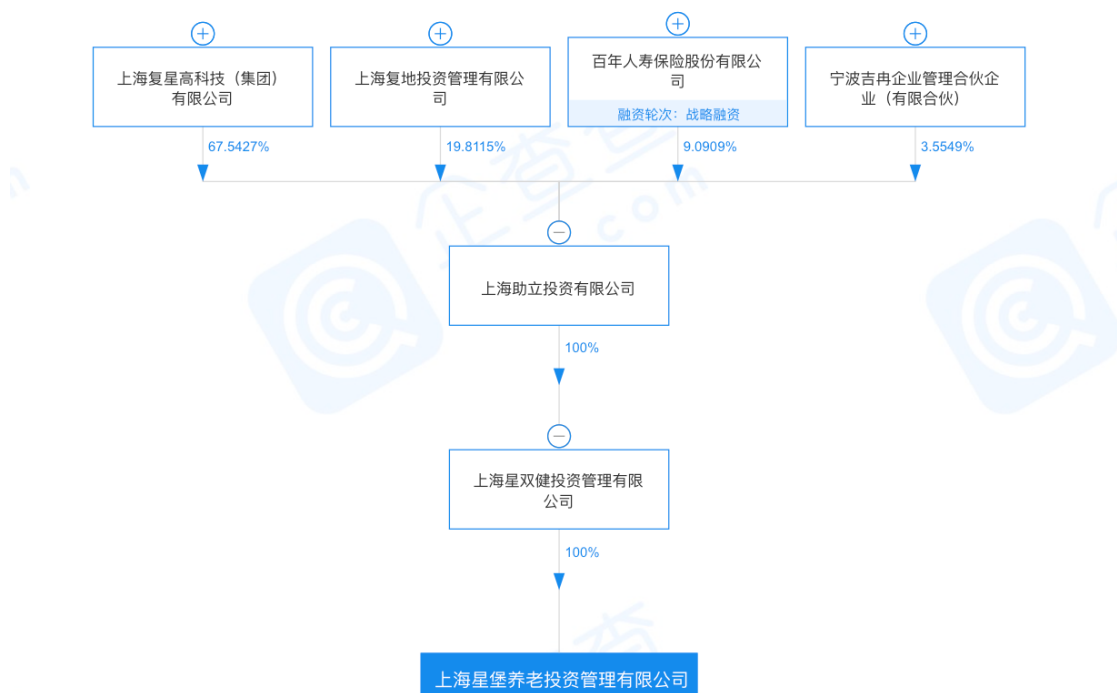 上海复星高科技（集团）
有限公司
上海复地投资管理有限公
司
百年人寿保险股份有限公
司
融资轮次：战略融资
宁波吉冉企业管理合伙企
业（有限合伙）
67.5427%
19.8115%
9.0909%
3.5549%
企查查
.com
m
上海助立投资有限公司
100%
上海星双健投资管理有限
公司
100%
查
上海星堡养老投资管理有限公司